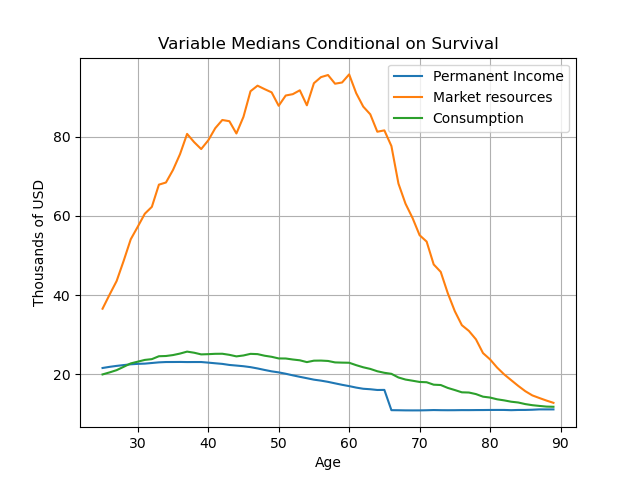 Variable Medians Conditional on Survival
Permanent Income
Market resources
Consumption
Thousands of USD
80
60
40
20
30
40
50
60
70
80
90
Age